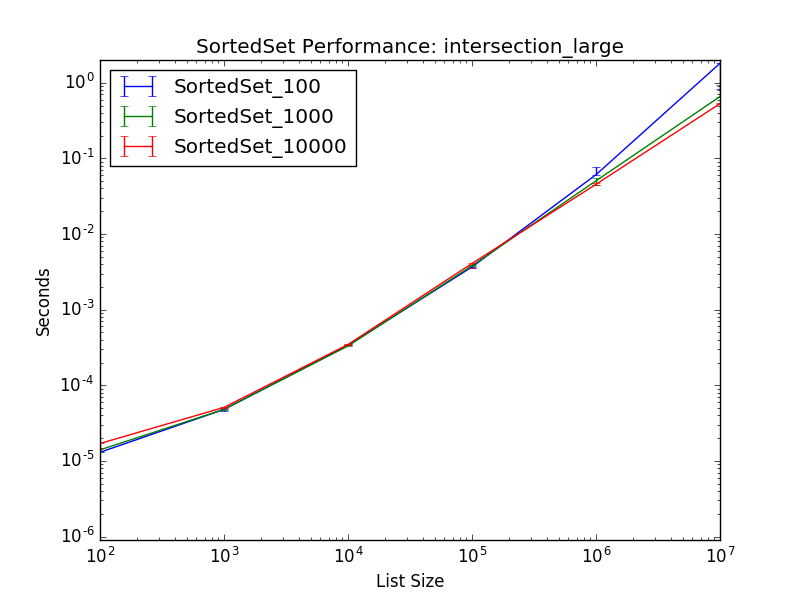 SortedSet Performance: intersection_large
SortedSet_100
SortedSet_1000
SortedSet_10000
10^0
10^-1
10^-2
10^-3
10^-4
10^-5
10^-6
Seconds
10^2 10^3 10^4 10^5 10^6 10^7
List Size